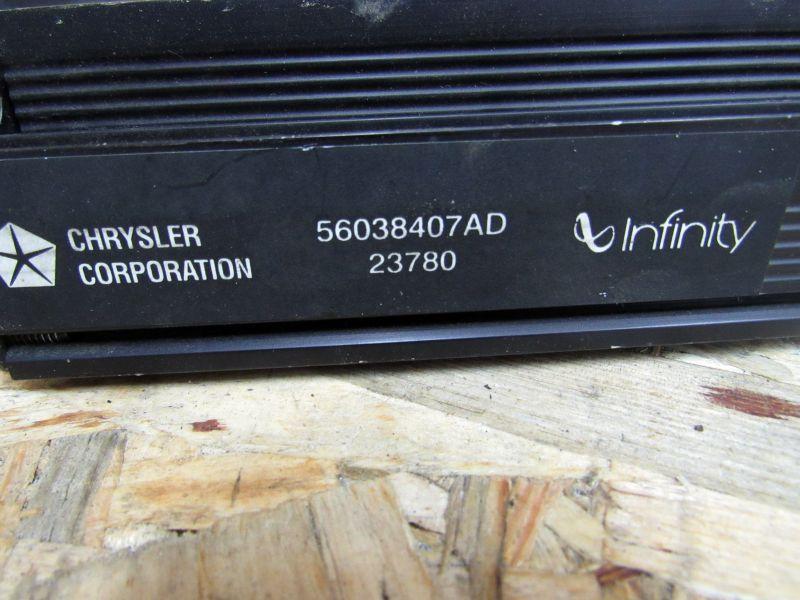 CHRYSLER
CORPORATION
56038407AD
23780
Infinity